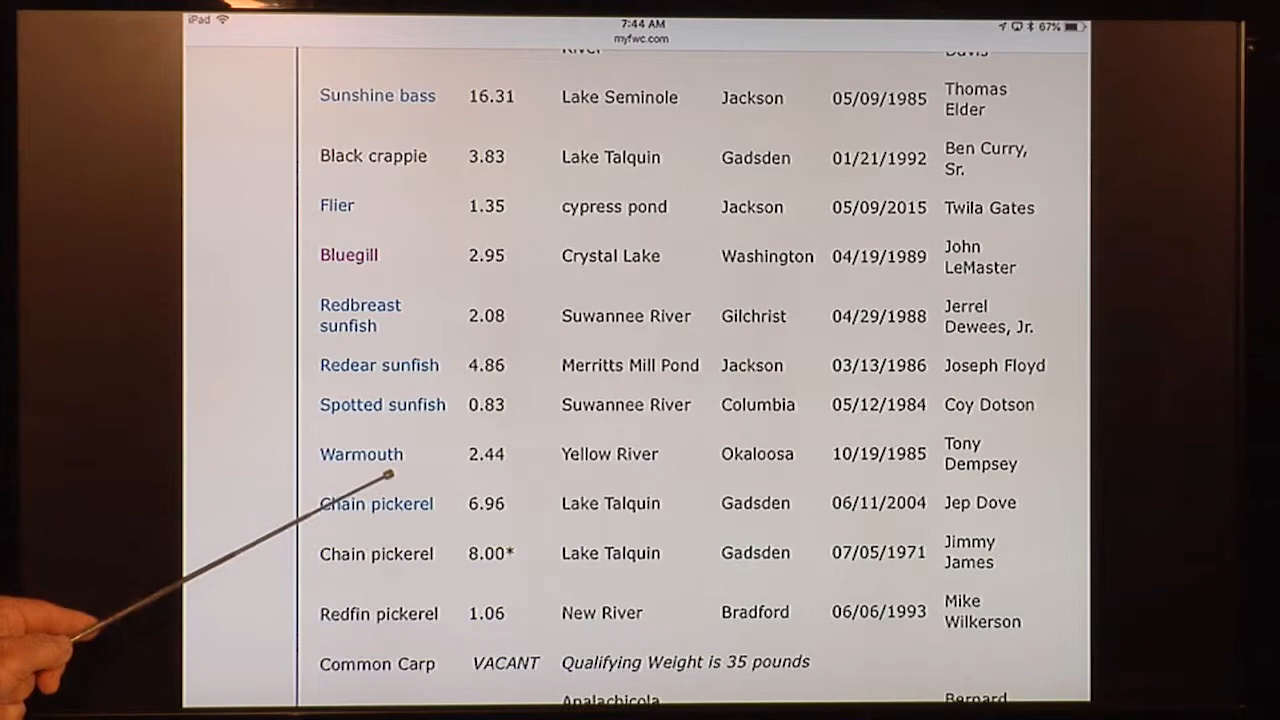 iPad 7:44 AM 67%
myfwc.com
River Davis
Sunshine bass 16.31 Lake Seminole Jackson 05/09/1985 Thomas
Elder
Black crappie 3.83 Lake Talquin Gadsden 01/21/1992 Ben Curry,
Sr.
Flier 1.35 cypress pond Jackson 05/09/2015 Twila Gates
Bluegill 2.95 Crystal Lake Washington 04/19/1989 John
LeMaster
Redbreast
sunfish 2.08 Suwannee River Gilchrist 04/29/1988 Jerrel
Dewees, Jr.
Redear sunfish 4.86 Merritts Mill Pond Jackson 03/13/1986 Joseph Floyd
Spotted sunfish 0.83 Suwannee River Columbia 05/12/1984 Coy Dotson
Warmouth 2.44 Yellow River Okaloosa 10/19/1985 Tony
Dempsey
Chain pickerel 6.96 Lake Talquin Gadsden 06/11/2004 Jep Dove
Chain pickerel 8.00* Lake Talquin Gadsden 07/05/1971 Jimmy
James
Redfin pickerel 1.06 New River Bradford 06/06/1993 Mike
Wilkerson
Common Carp VACANT Qualifying Weight is 35 pounds
Apalachicola Bernard